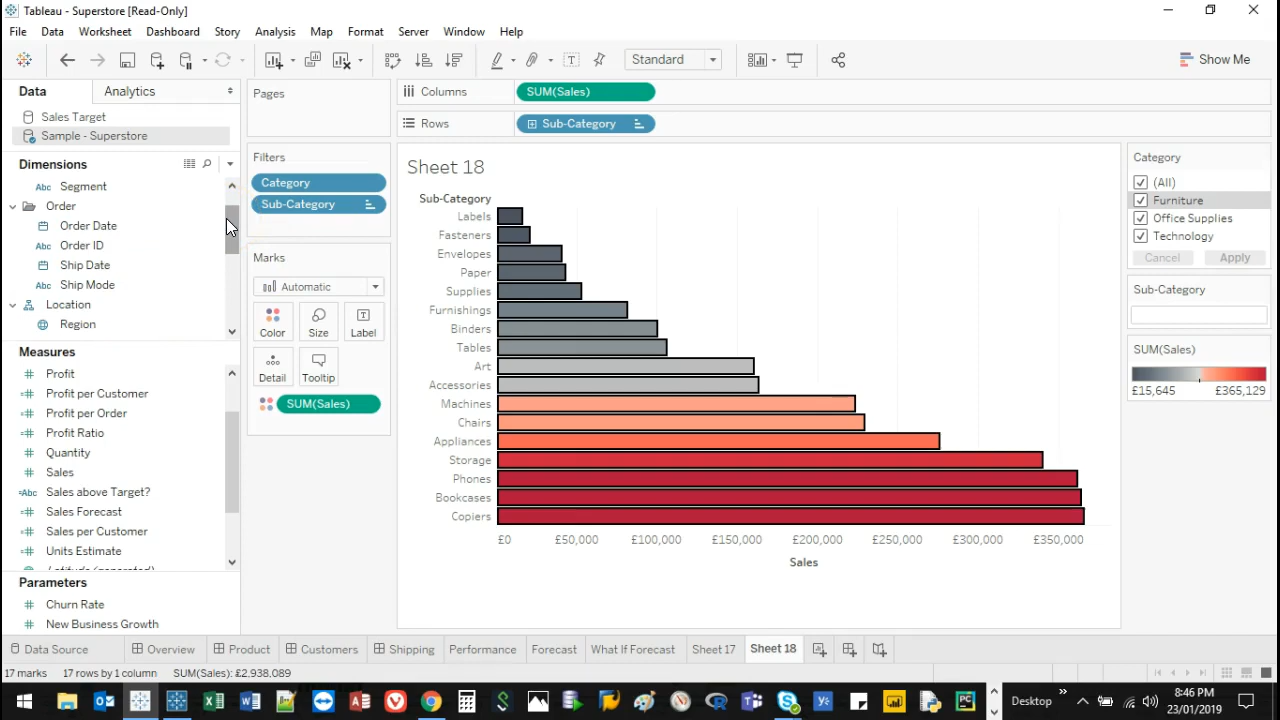 Tableau - Superstore [Read-Only]
File Data Worksheet Dashboard Story Analysis Map Format Server Window Help
Standard
Show Me
Data Analytics
Sales Target
Sample - Superstore
Dimensions
Abc Segment
Order
Order Date
Abc Order ID
Ship Date
Abc Ship Mode
Location
Region
Measures
Profit
Profit per Customer
Profit per Order
Profit Ratio
Quantity
Sales
=Abc Sales above Target?
Sales Forecast
Sales per Customer
Units Estimate
Latitude (generated)
Parameters
Churn Rate
New Business Growth
Pages
Filters
Category
Sub-Category
Marks
Automatic
Color Size Label
Detail Tooltip
SUM(Sales)
Columns SUM(Sales)
Rows Sub-Category
Sheet 18
Sub-Category
Labels
Fasteners
Envelopes
Paper
Supplies
Furnishings
Binders
Tables
Art
Accessories
Machines
Chairs
Appliances
Storage
Phones
Bookcases
Copiers
£0 £50,000 £100,000 £150,000 £200,000 £250,000 £300,000 £350,000
Sales
Category
(All)
Furniture
Office Supplies
Technology
Cancel Apply
Sub-Category
SUM(Sales)
£15,645 £365,129
Data Source Overview Product Customers Shipping Performance Forecast What If Forecast Sheet 17 Sheet 18
17 marks 17 rows by 1 column SUM(Sales): £2,938,089
Desktop
8:46 PM
23/01/2019